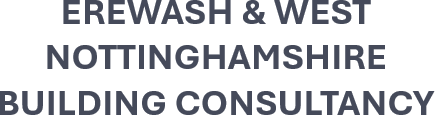 EREWASH & WEST
NOTTINGHAMSHIRE
BUILDING CONSULTANCY